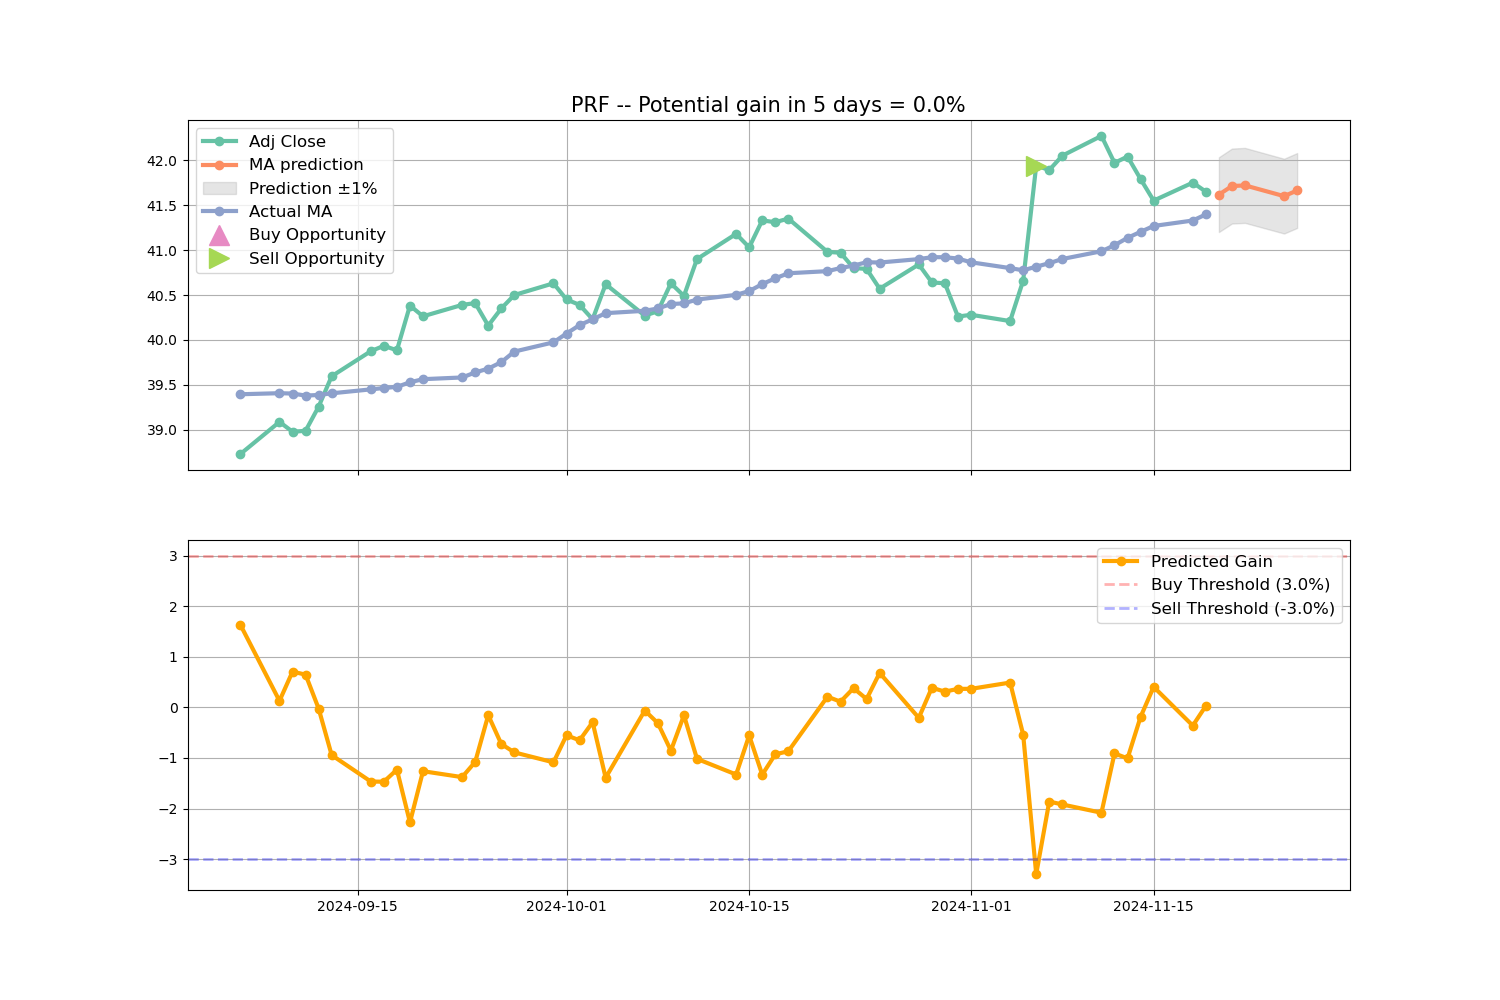 PRF -- Potential gain in 5 days = 0.0%
Adj Close
MA prediction
Prediction ±1%
Actual MA
Buy Opportunity
Sell Opportunity
42.0
41.5
41.0
40.5
40.0
39.5
39.0
Predicted Gain
Buy Threshold (3.0%)
Sell Threshold (-3.0%)
3
2
1
0
−1
−2
−3
2024-09-15
2024-10-01
2024-10-15
2024-11-01
2024-11-15